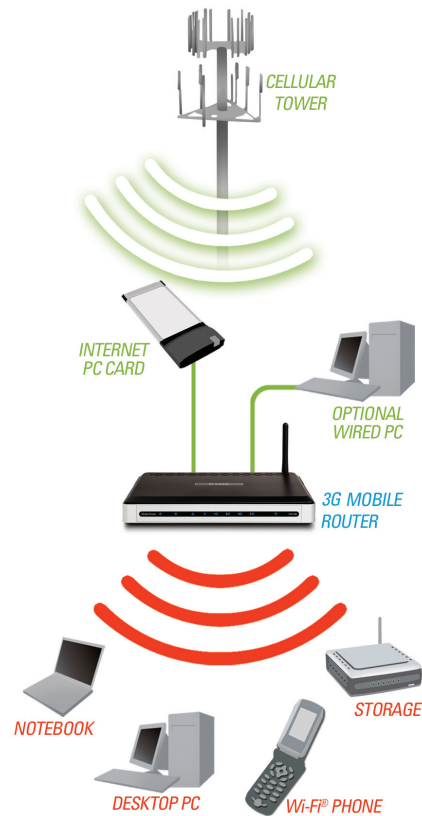 CELLULAR
TOWER
INTERNET
PC CARD
OPTIONAL
WIRED PC
3G MOBILE
ROUTER
NOTEBOOK
STORAGE
DESKTOP PC
Wi-Fi® PHONE